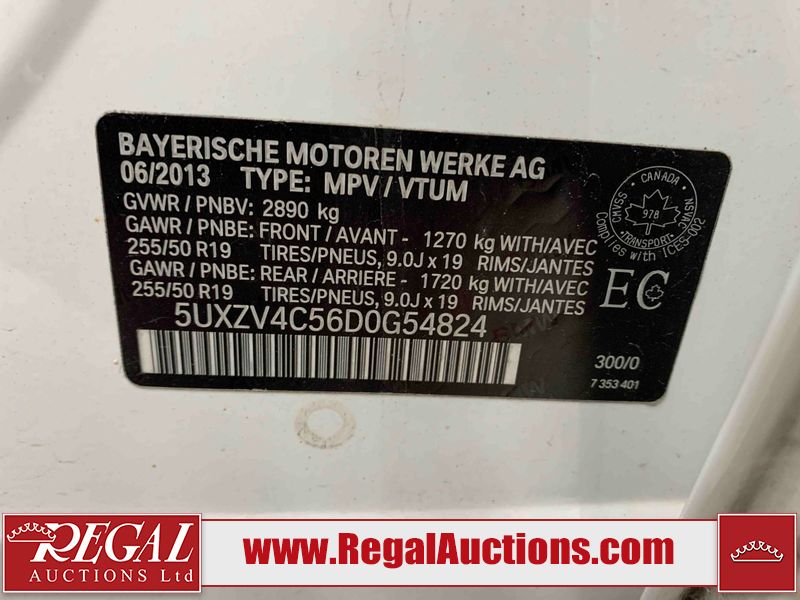 BAYERISCHE MOTOREN WERKE AG
06/2013 TYPE: MPV / VTUM
GVWR / PNBV: 2890 kg
GAWR / PNBE: FRONT / AVANT - 1270 kg WITH/AVEC
255/50 R19 TIRES/PNEUS, 9.0J x 19 RIMS/JANTES
GAWR / PNBE: REAR / ARRIERE - 1720 kg WITH/AVEC
255/50 R19 TIRES/PNEUS, 9.0J x 19 RIMS/JANTES
5UXZV4C56D0G54824
CMVSS · CANADA · NSVAC
978
· TRANSPORT ·
Complies with ICES-002
EC
300/0
7 353 401
REGAL
AUCTIONS Ltd
www.RegalAuctions.com